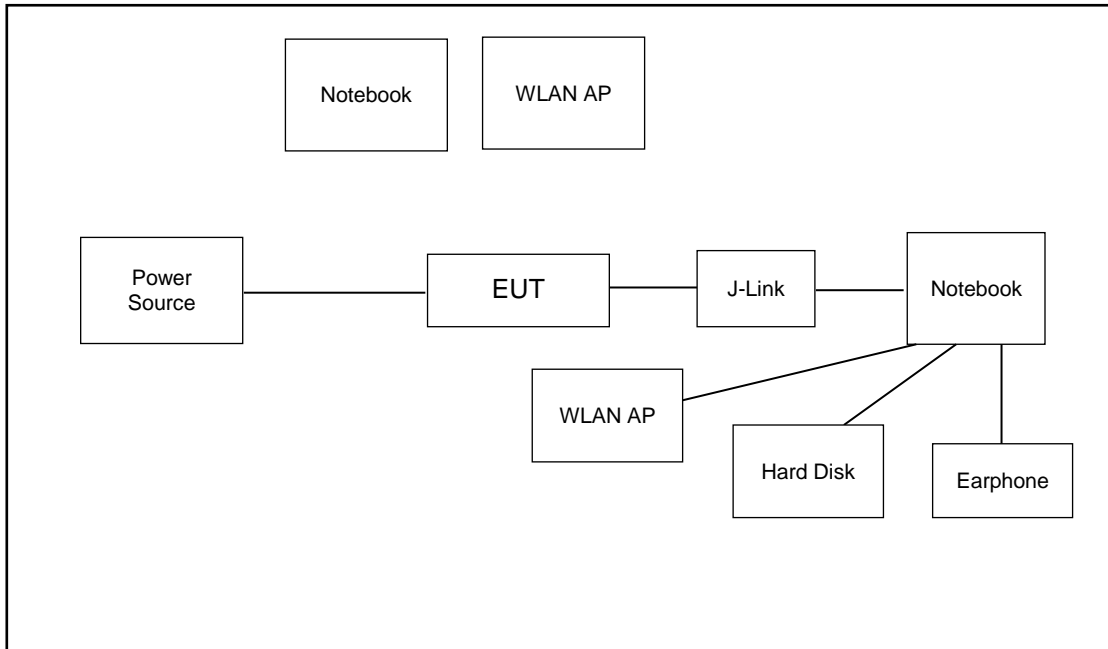 Notebook
WLAN AP
Power
Source
EUT
J-Link
Notebook
WLAN AP
Hard Disk
Earphone